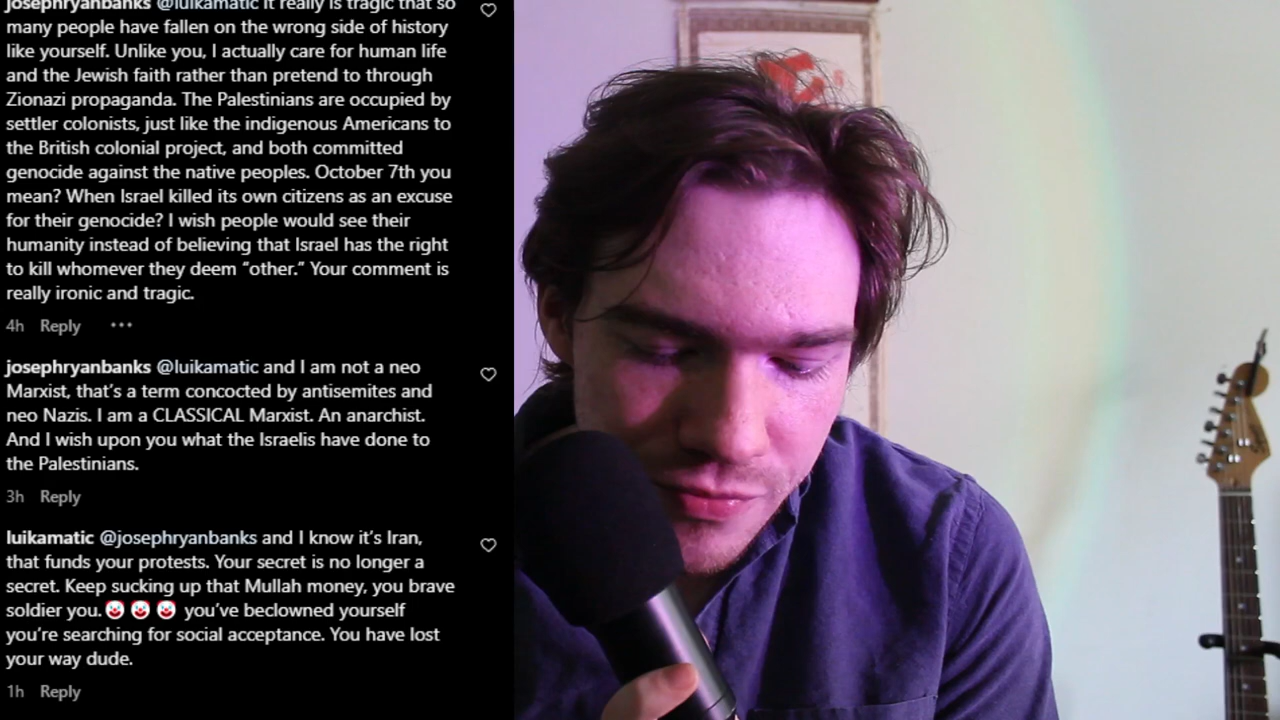 josephryanbanks @luikamatic it really is tragic that so
many people have fallen on the wrong side of history
like yourself. Unlike you, I actually care for human life
and the Jewish faith rather than pretend to through
Zionazi propaganda. The Palestinians are occupied by
settler colonists, just like the indigenous Americans to
the British colonial project, and both committed
genocide against the native peoples. October 7th you
mean? When Israel killed its own citizens as an excuse
for their genocide? I wish people would see their
humanity instead of believing that Israel has the right
to kill whomever they deem “other.” Your comment is
really ironic and tragic.
4h Reply •••
josephryanbanks @luikamatic and I am not a neo
Marxist, that’s a term concocted by antisemites and
neo Nazis. I am a CLASSICAL Marxist. An anarchist.
And I wish upon you what the Israelis have done to
the Palestinians.
3h Reply
luikamatic @josephryanbanks and I know it’s Iran,
that funds your protests. Your secret is no longer a
secret. Keep sucking up that Mullah money, you brave
soldier you.🤡🤡🤡 you’ve beclowned yourself
you’re searching for social acceptance. You have lost
your way dude.
1h Reply